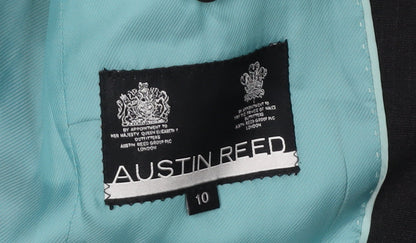 BY APPOINTMENT TO
HER MAJESTY QUEEN ELIZABETH II
OUTFITTERS
AUSTIN REED GROUP PLC
LONDON
BY APPOINTMENT TO
HRH THE PRINCE OF WALES
OUTFITTERS
AUSTIN REED GROUP PLC
LONDON
AUSTIN REED
10